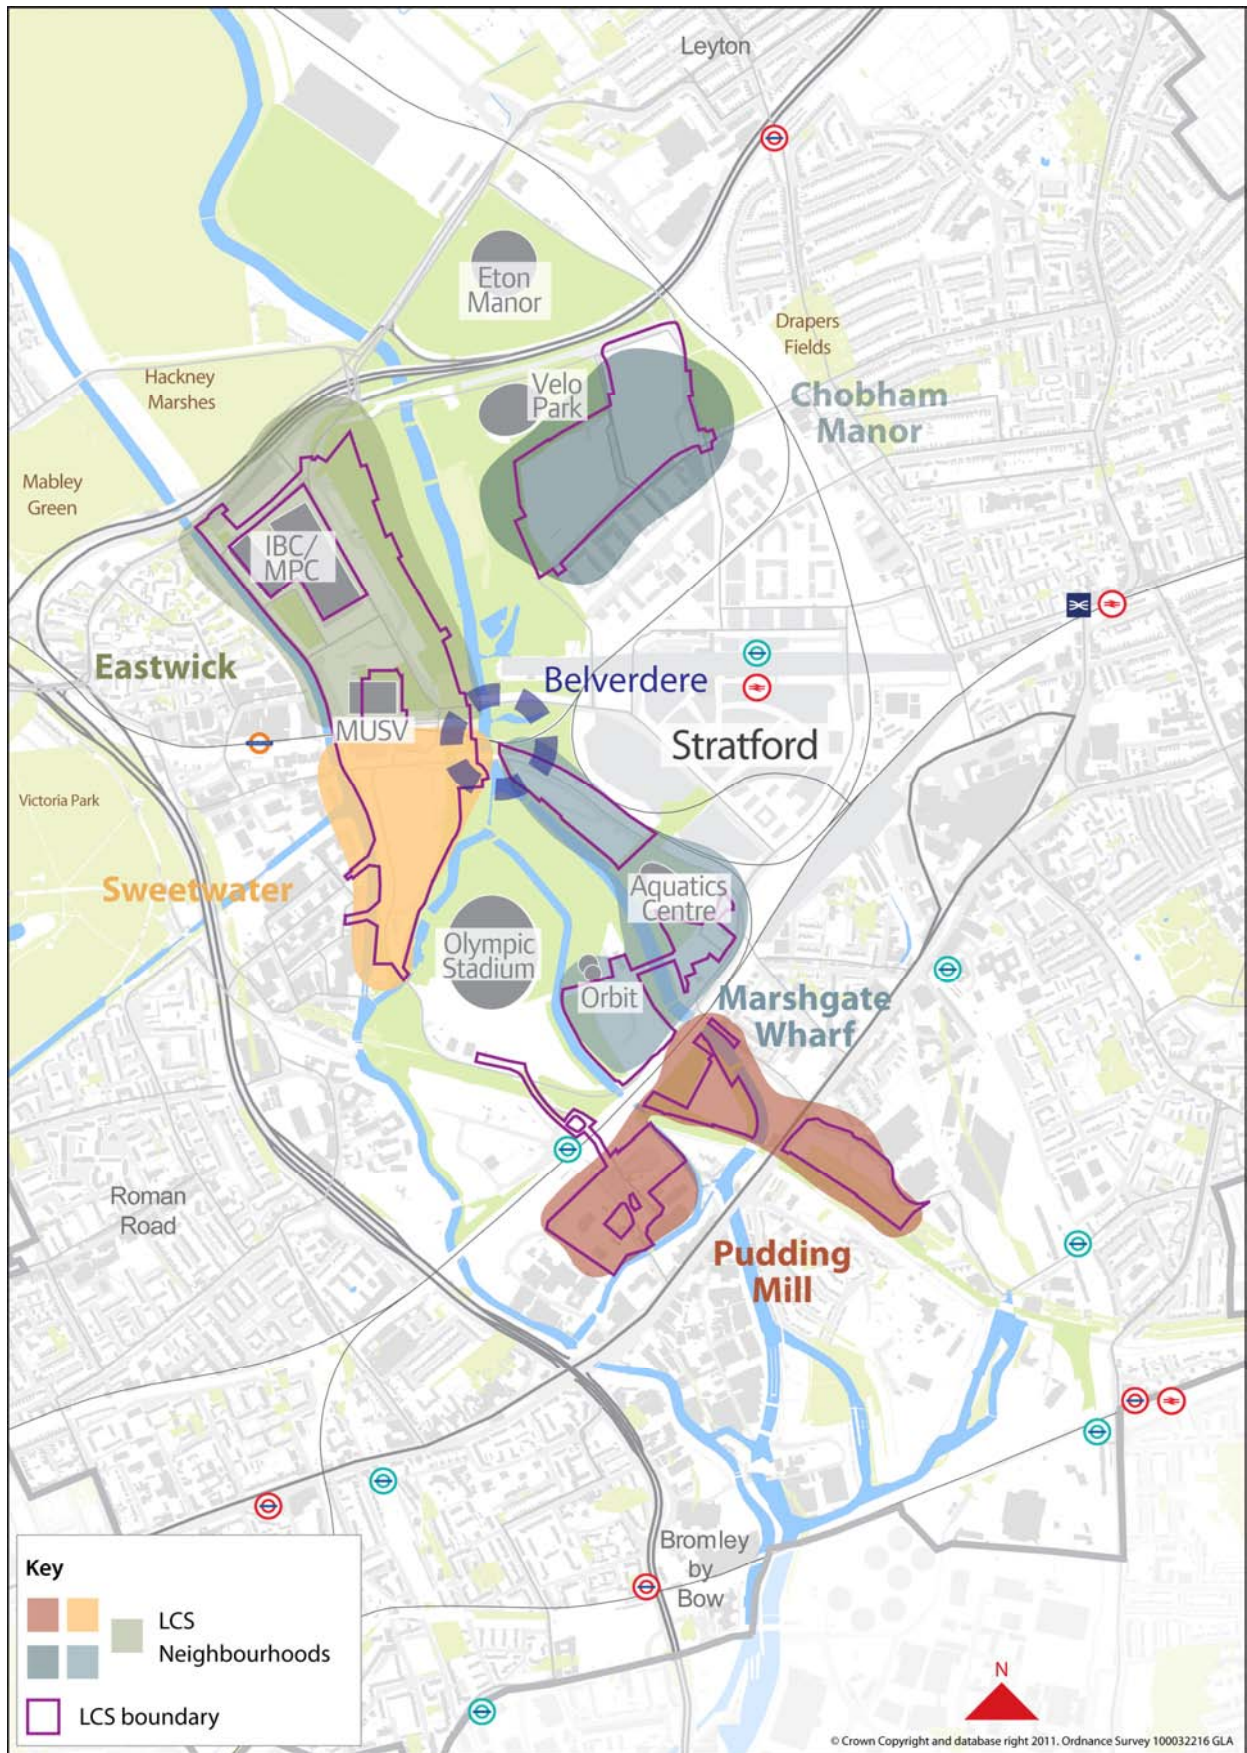 Leyton
Eton
Manor
Drapers
Fields
Velo
Park
Hackney
Marshes
Chobham
Manor
Mabley
Green
IBC/
MPC
Eastwick
Belverdere
MUSV
Stratford
Victoria Park
Sweetwater
Aquatics
Centre
Olympic
Stadium
Orbit
Marshgate
Wharf
Roman
Road
Pudding
Mill
Bromley
by
Bow
Key
LCS
Neighbourhoods
LCS boundary
N
© Crown Copyright and database right 2011. Ordnance Survey 100032216 GLA